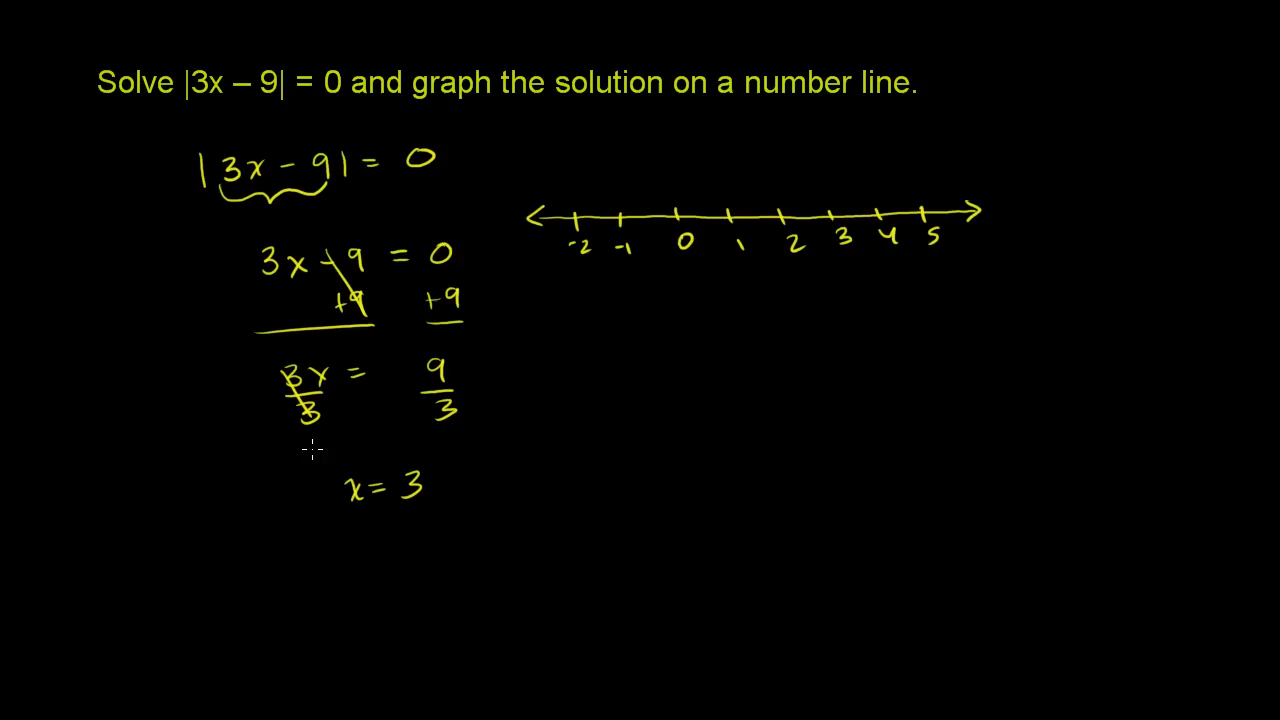 Solve |3x – 9| = 0 and graph the solution on a number line.
|3x - 9| = 0
3x - 9 = 0
+9 +9
3x = 9
3 3
x = 3
-2 -1 0 1 2 3 4 5